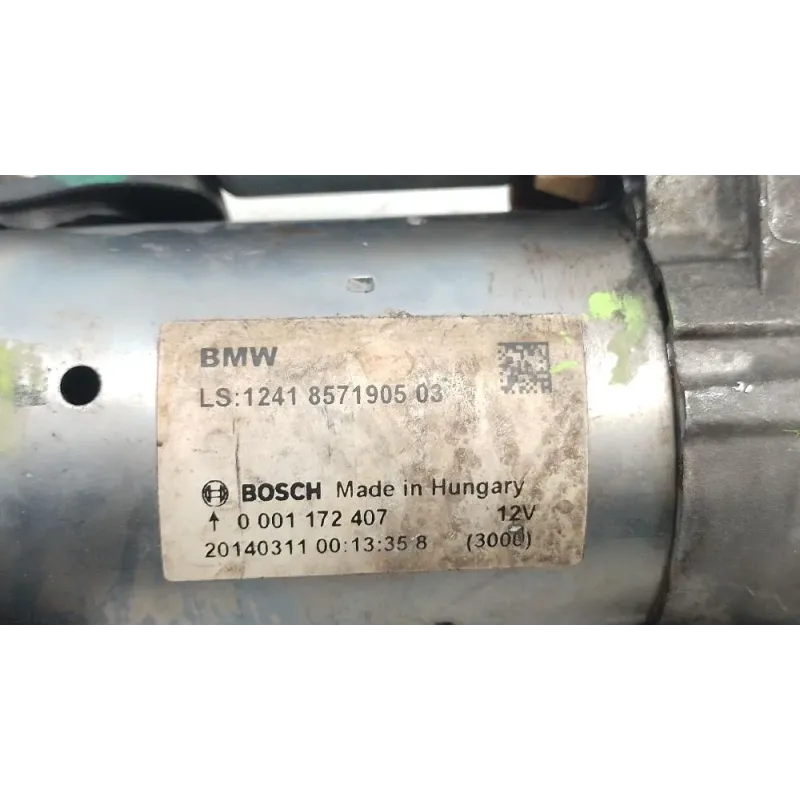 BMW
LS:1241 8571905 03
BOSCH Made in Hungary
↑ 0 001 172 407 12V
20140311 00:13:35 8 (3000)